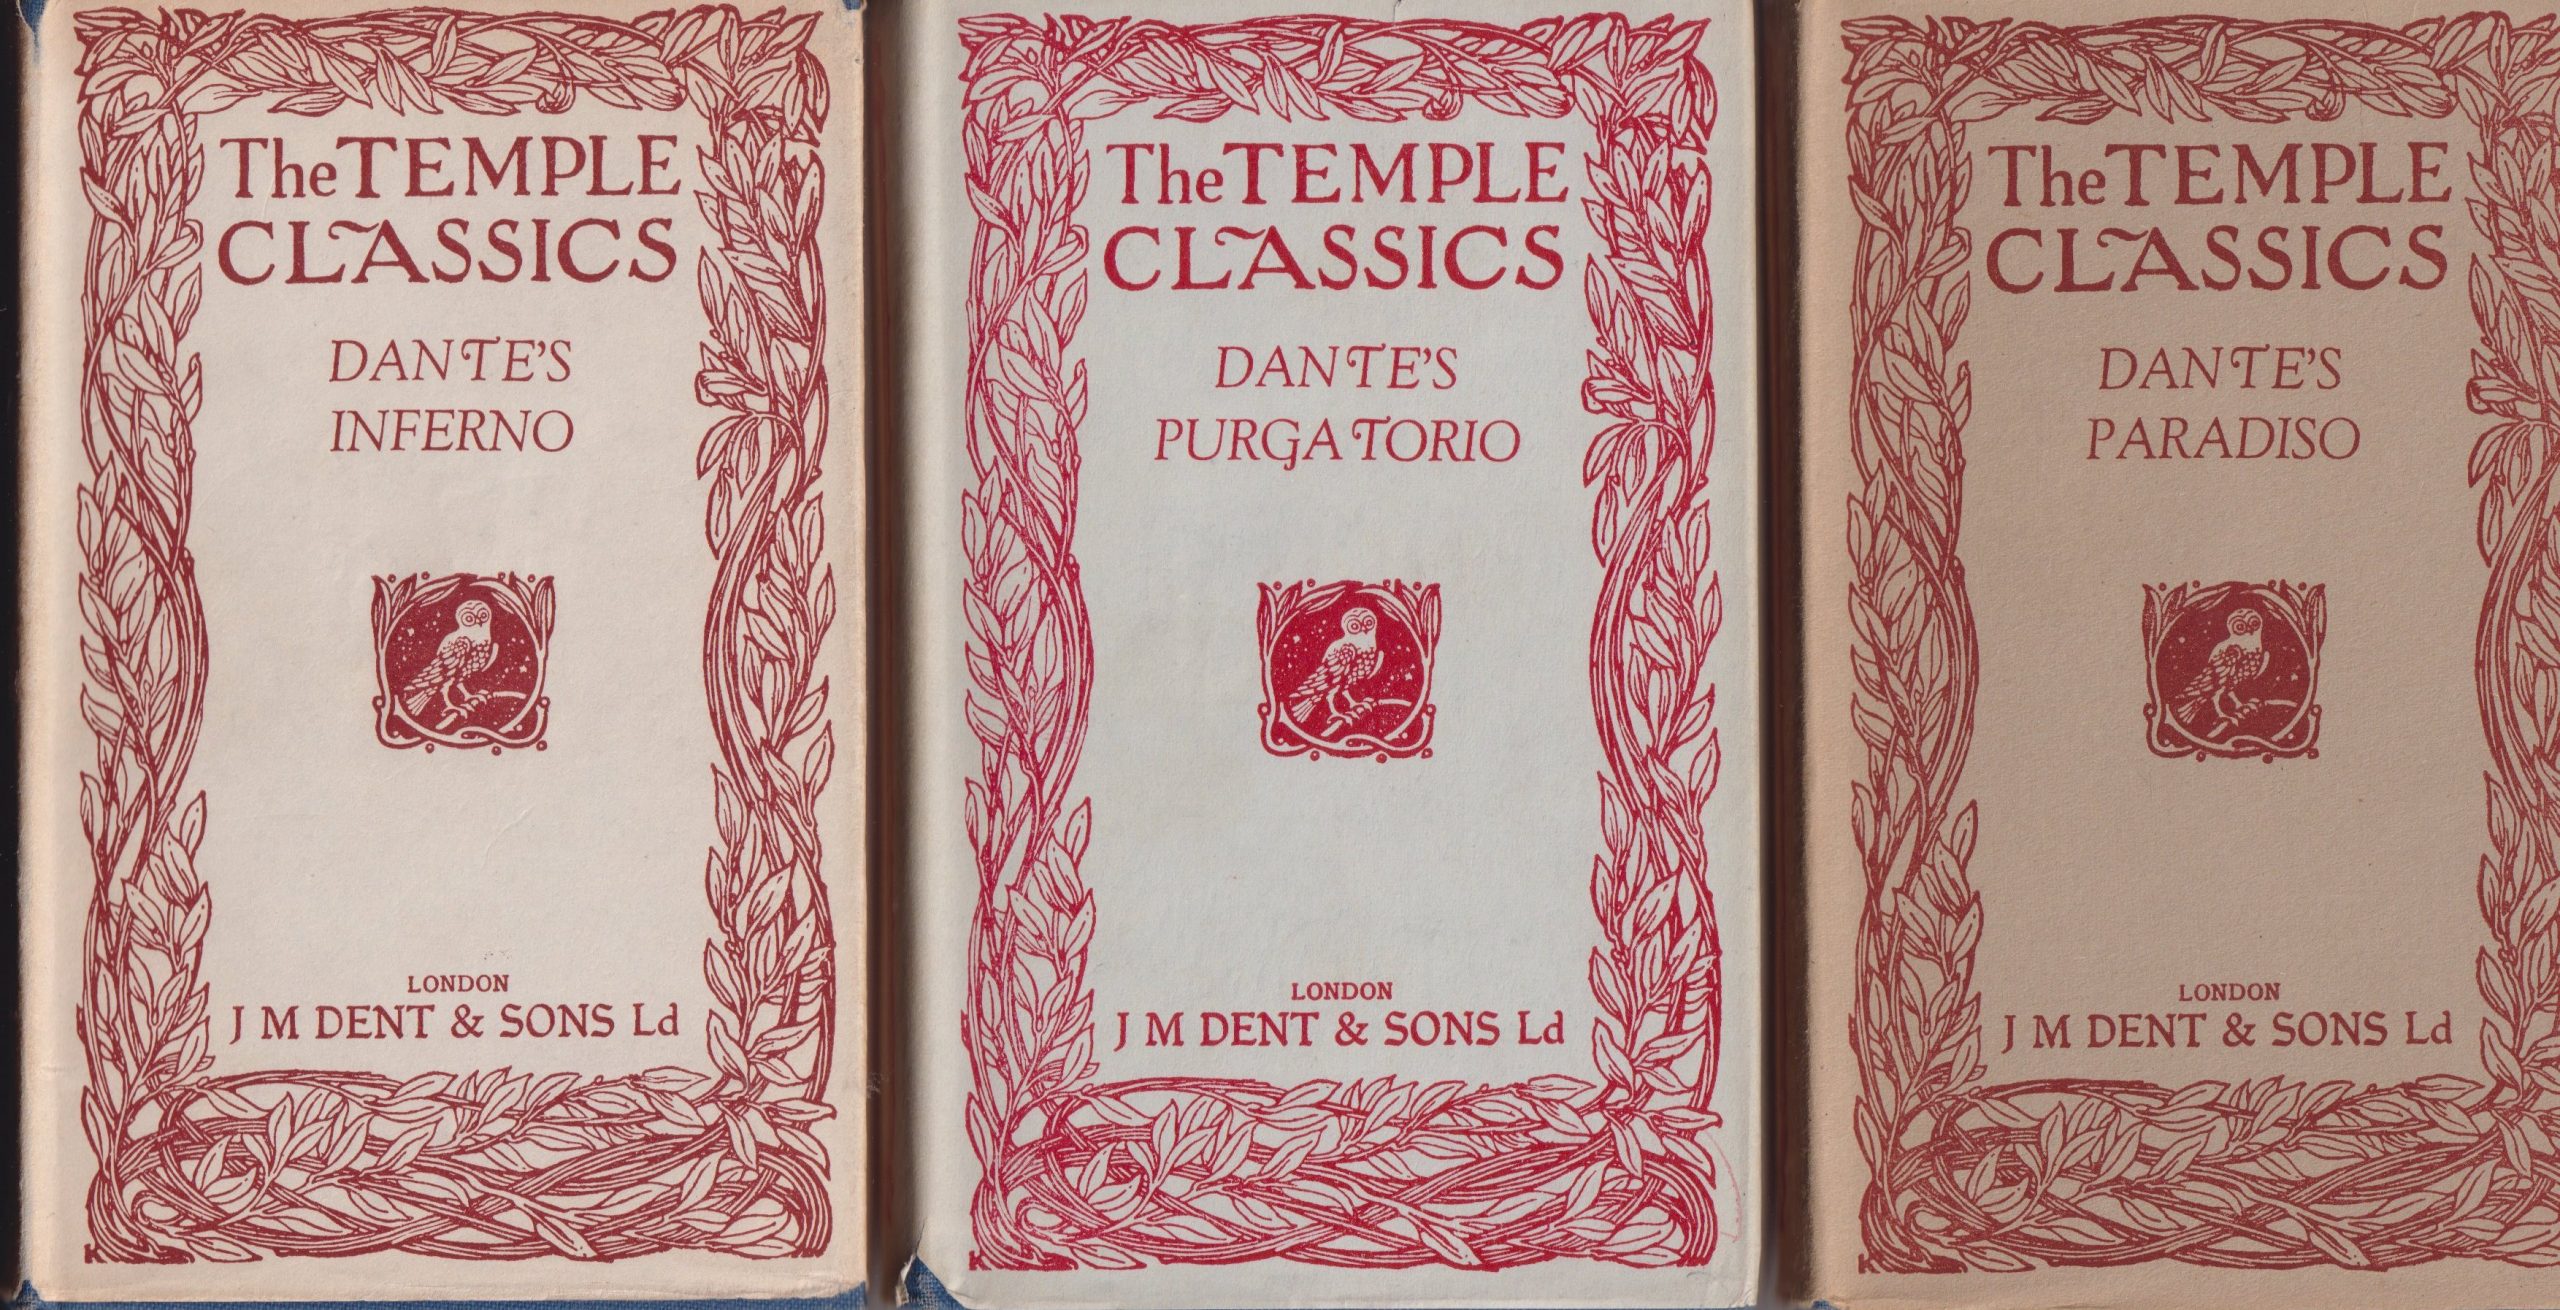 The TEMPLE
CLASSICS
DANTE'S
INFERNO
LONDON
J M DENT & SONS Ld
The TEMPLE
CLASSICS
DANTE'S
PURGATORIO
LONDON
J M DENT & SONS Ld
The TEMPLE
CLASSICS
DANTE'S
PARADISO
LONDON
J M DENT & SONS Ld